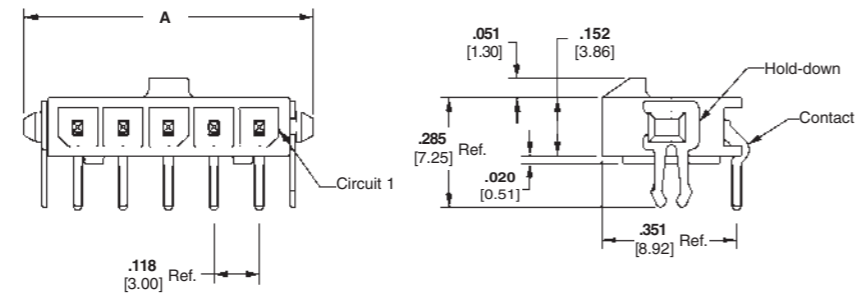 A
Circuit 1
.118
[3.00]
Ref.
.051
[1.30]
.152
[3.86]
Hold-down
Contact
.285
[7.25]
Ref.
.020
[0.51]
.351
[8.92]
Ref.